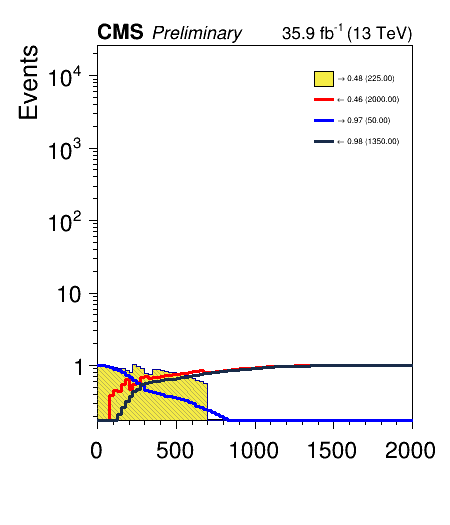 CMS Preliminary 35.9 fb⁻¹ (13 TeV)
Events
→ 0.48 (225.00)
← 0.46 (2000.00)
→ 0.97 (50.00)
← 0.98 (1350.00)
10⁴
10³
10²
10
1
0 500 1000 1500 2000